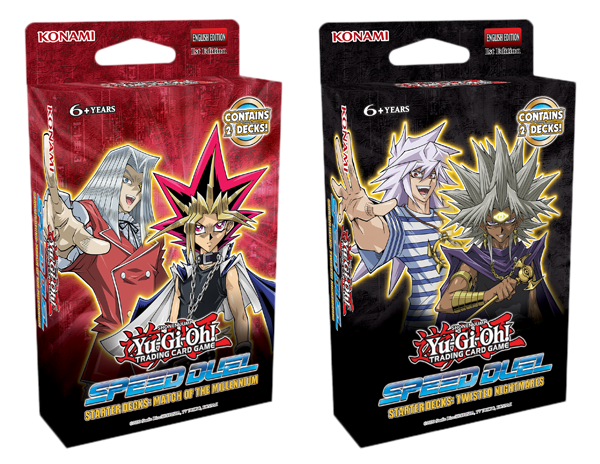 KONAMI
ENGLISH EDITION
1st Edition
6+ YEARS
CONTAINS
2 DECKS!
KONAMI
Yu-Gi-Oh!
TRADING CARD GAME
SPEED DUEL
STARTER DECKS: MATCH OF THE MILLENNIUM
KONAMI
ENGLISH EDITION
1st Edition
6+ YEARS
CONTAINS
2 DECKS!
KONAMI
Yu-Gi-Oh!
TRADING CARD GAME
SPEED DUEL
STARTER DECKS: TWISTED NIGHTMARES